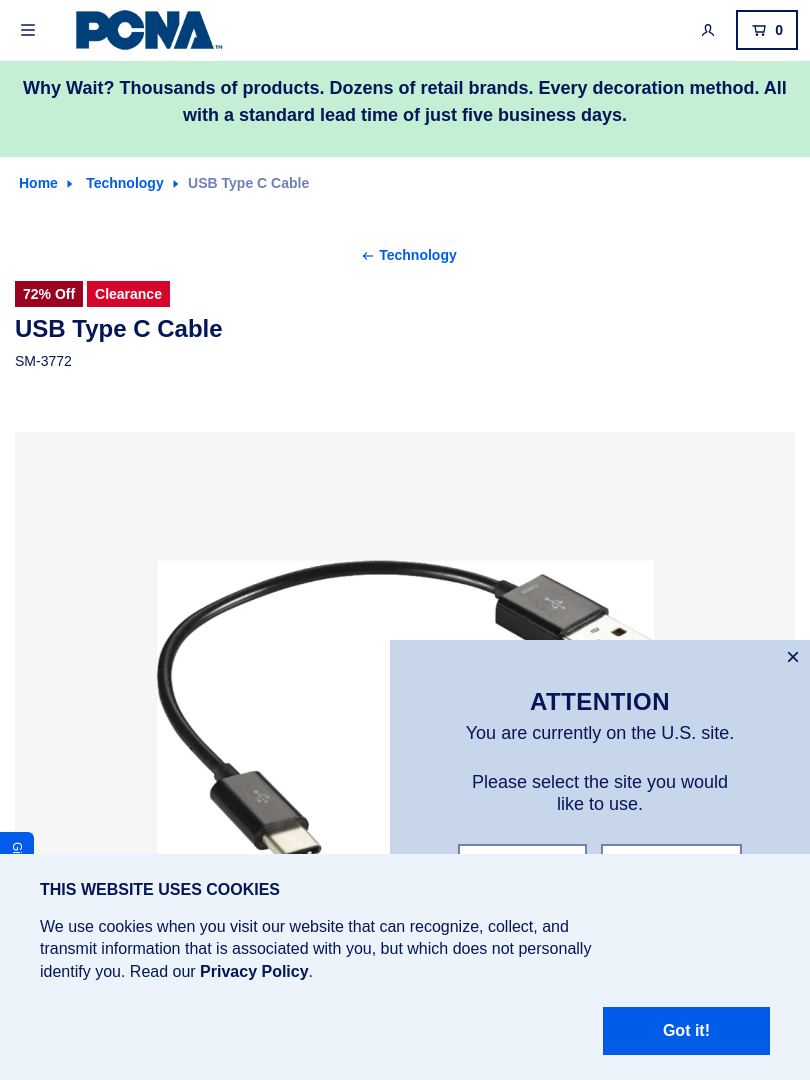 PCNA™
0
Why Wait? Thousands of products. Dozens of retail brands. Every decoration method. All
with a standard lead time of just five business days.
Home Technology USB Type C Cable
Technology
72% Off Clearance
USB Type C Cable
SM-3772
ATTENTION
You are currently on the U.S. site.
Please select the site you would
like to use.
THIS WEBSITE USES COOKIES
We use cookies when you visit our website that can recognize, collect, and
transmit information that is associated with you, but which does not personally
identify you. Read our Privacy Policy.
Got it!